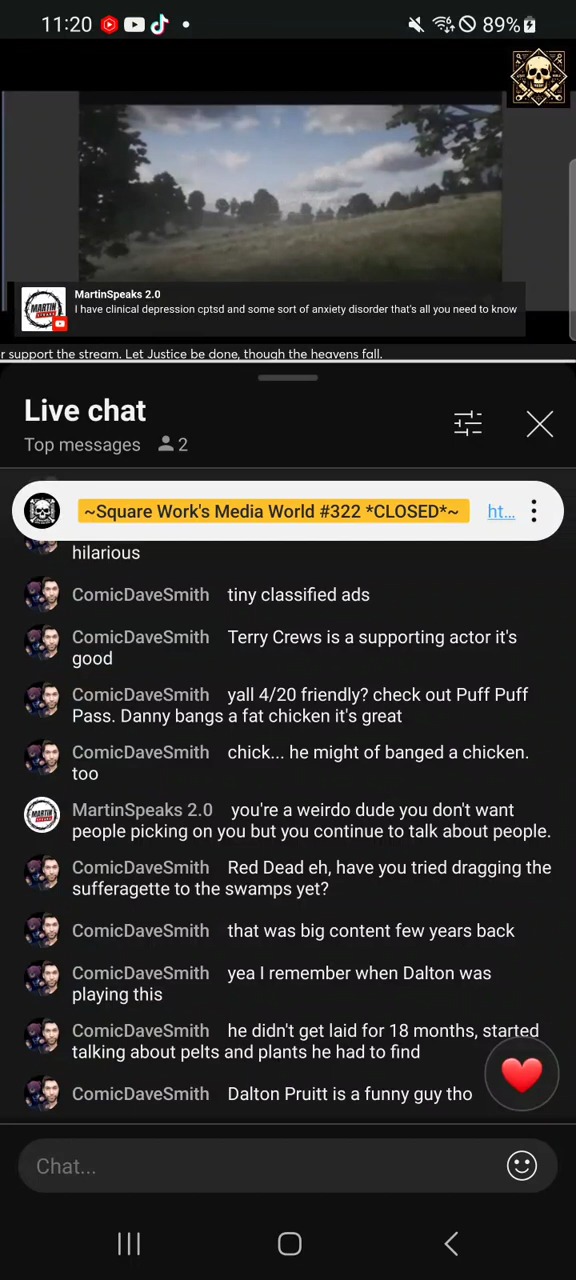 11:20
89%
MARTIN
MartinSpeaks 2.0
I have clinical depression cptsd and some sort of anxiety disorder that's all you need to know
r support the stream. Let Justice be done, though the heavens fall.
Live chat
Top messages 2
~Square Work's Media World #322 *CLOSED*~ ht...
hilarious
ComicDaveSmith tiny classified ads
ComicDaveSmith Terry Crews is a supporting actor it's
good
ComicDaveSmith yall 4/20 friendly? check out Puff Puff
Pass. Danny bangs a fat chicken it's great
ComicDaveSmith chick... he might of banged a chicken.
too
MARTIN
MartinSpeaks 2.0 you're a weirdo dude you don't want
people picking on you but you continue to talk about people.
ComicDaveSmith Red Dead eh, have you tried dragging the
sufferagette to the swamps yet?
ComicDaveSmith that was big content few years back
ComicDaveSmith yea I remember when Dalton was
playing this
ComicDaveSmith he didn't get laid for 18 months, started
talking about pelts and plants he had to find
ComicDaveSmith Dalton Pruitt is a funny guy tho
Chat...